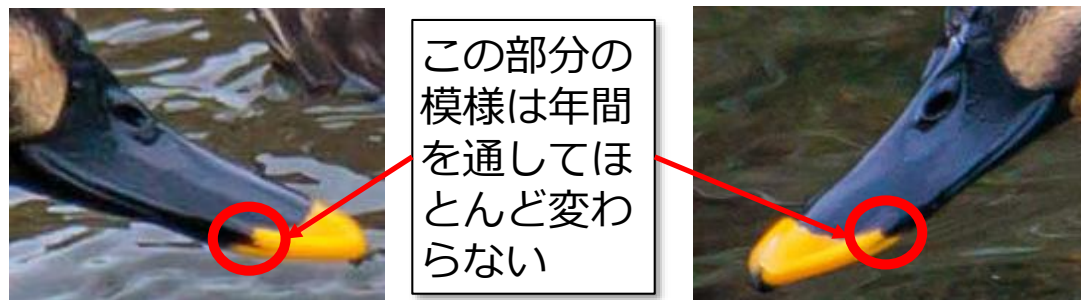 この部分の
模様は年間
を通してほ
とんど変わ
らない